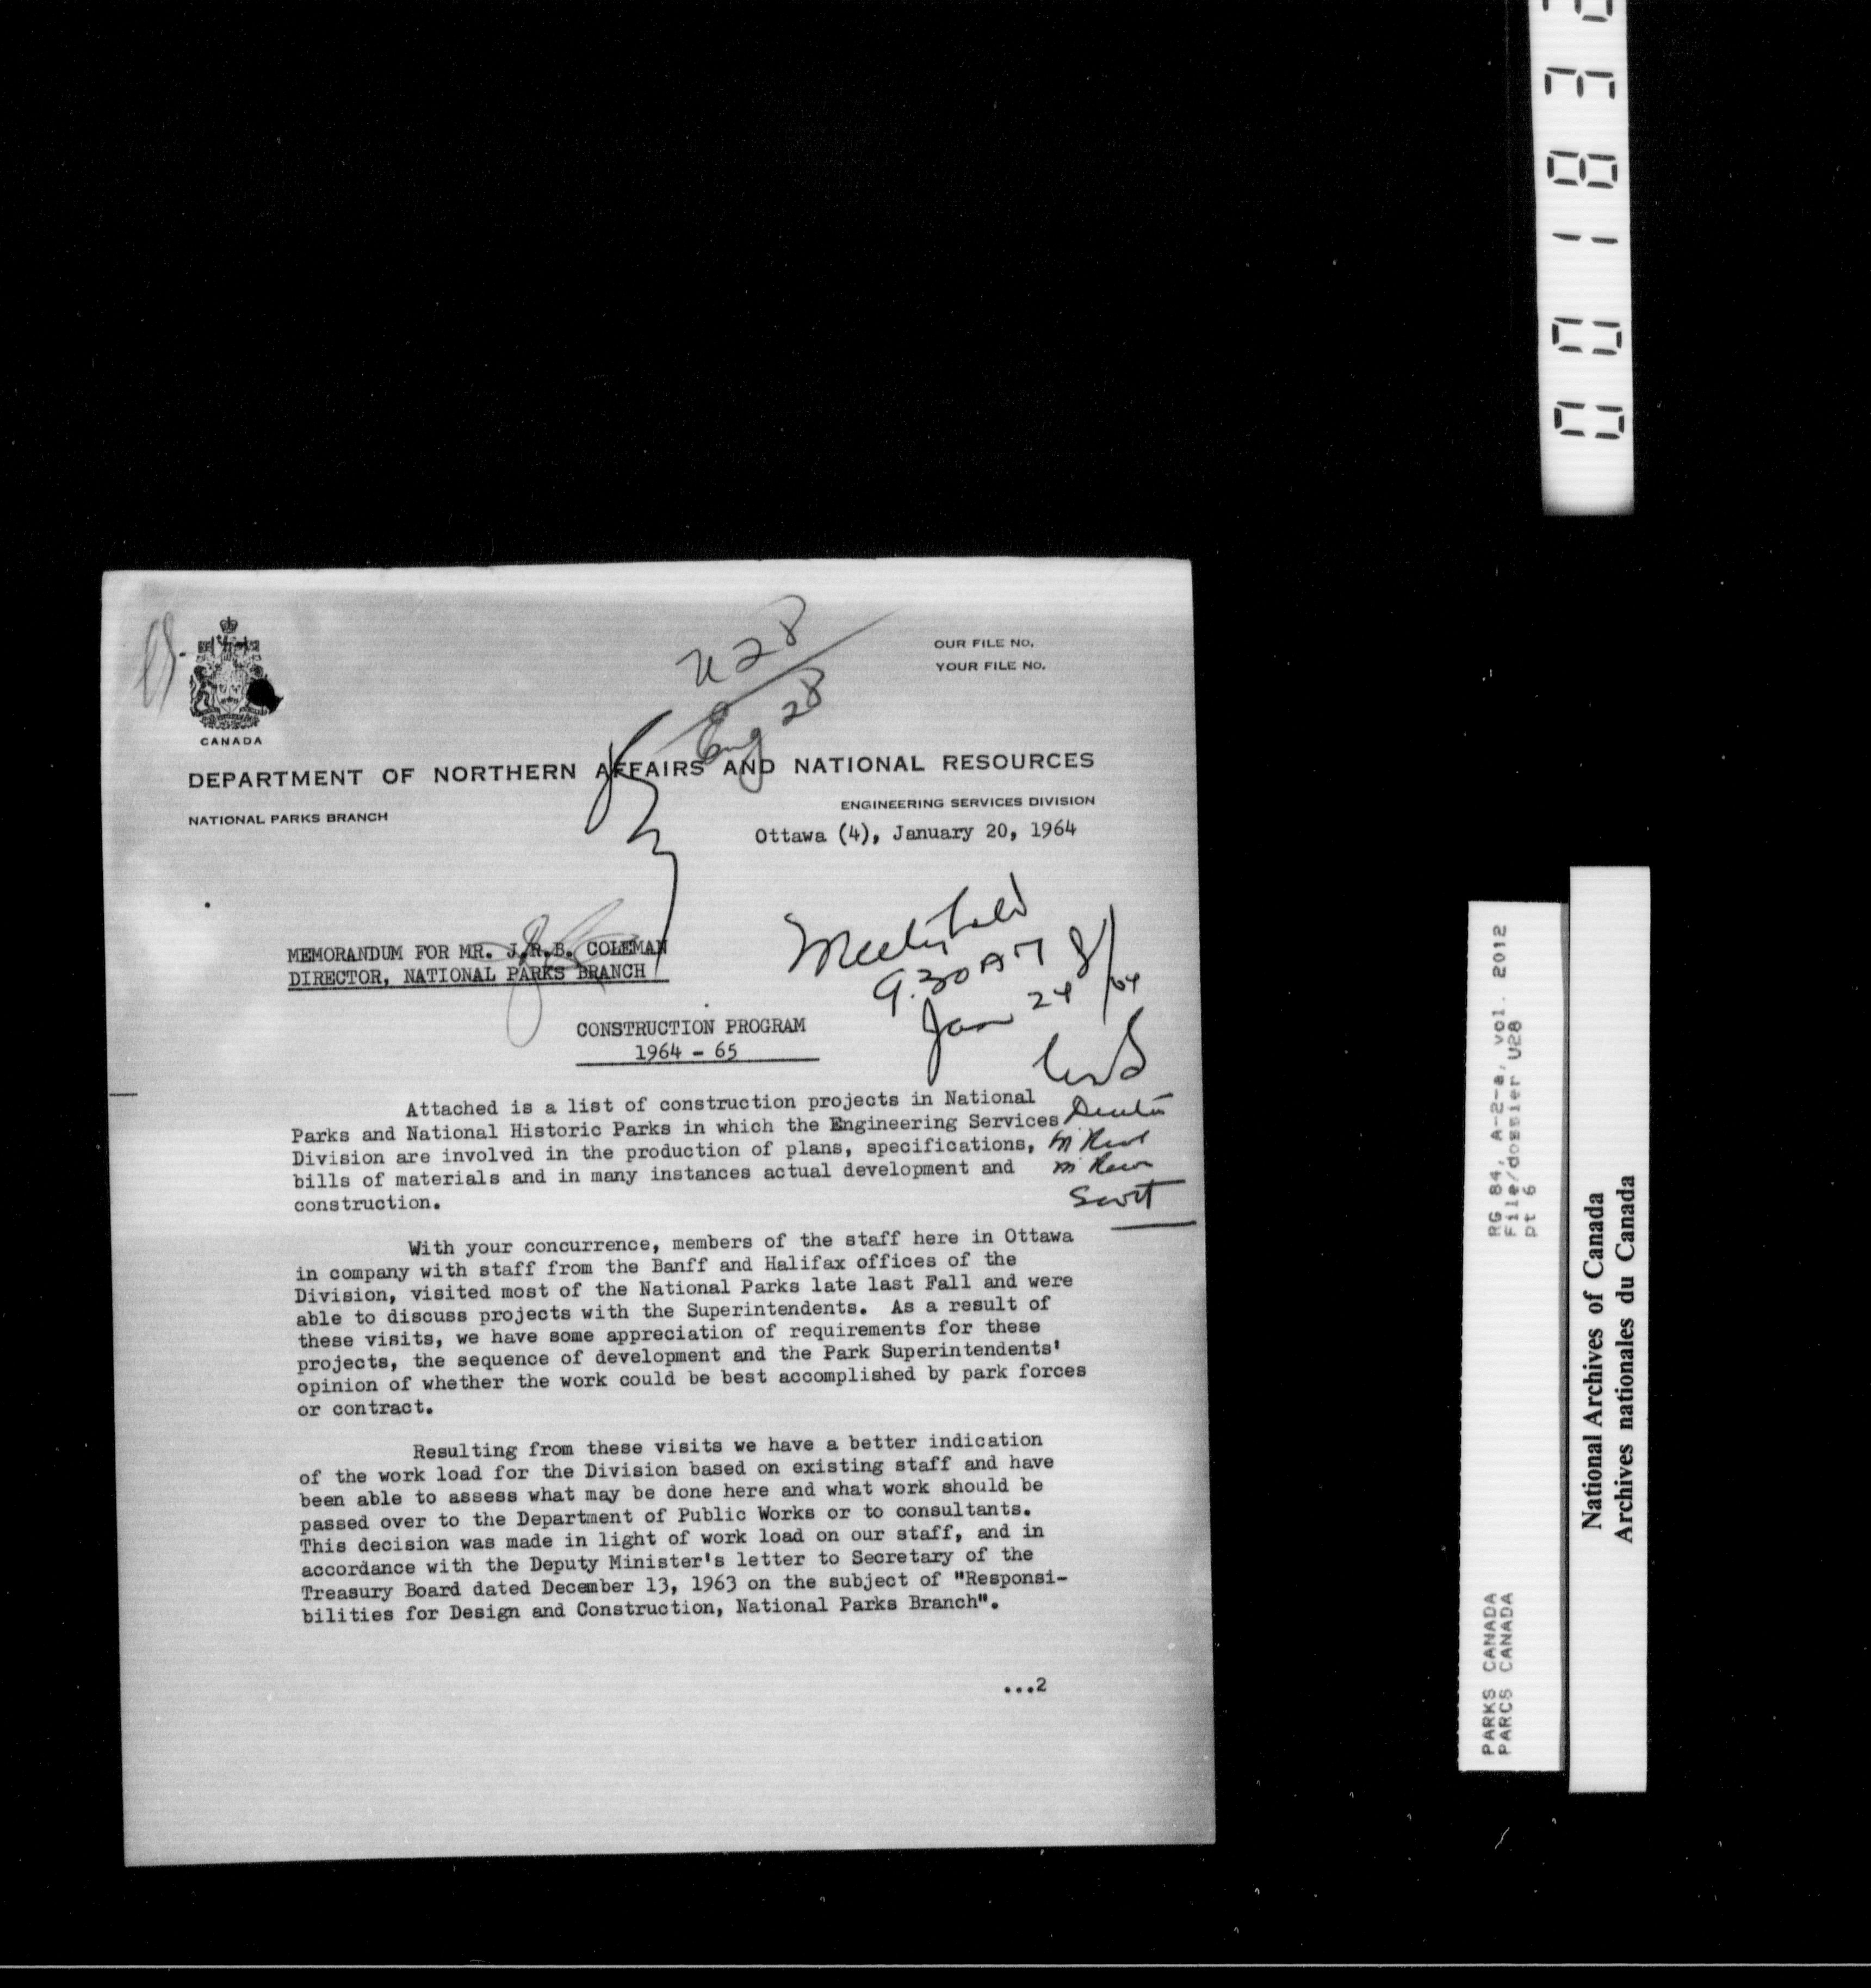 U28
Eng 28
OUR FILE NO.
YOUR FILE NO.
CANADA
DEPARTMENT OF NORTHERN AFFAIRS AND NATIONAL RESOURCES
NATIONAL PARKS BRANCH
ENGINEERING SERVICES DIVISION
Ottawa (4), January 20, 1964
MEMORANDUM FOR MR. J.R.B. COLEMAN
DIRECTOR, NATIONAL PARKS BRANCH
9.30 AM
Jan 24/64
CONSTRUCTION PROGRAM
1964 - 65
Attached is a list of construction projects in National
Parks and National Historic Parks in which the Engineering Services
Division are involved in the production of plans, specifications,
bills of materials and in many instances actual development and
construction.
Scott
With your concurrence, members of the staff here in Ottawa
in company with staff from the Banff and Halifax offices of the
Division, visited most of the National Parks late last Fall and were
able to discuss projects with the Superintendents. As a result of
these visits, we have some appreciation of requirements for these
projects, the sequence of development and the Park Superintendents'
opinion of whether the work could be best accomplished by park forces
or contract.
Resulting from these visits we have a better indication
of the work load for the Division based on existing staff and have
been able to assess what may be done here and what work should be
passed over to the Department of Public Works or to consultants.
This decision was made in light of work load on our staff, and in
accordance with the Deputy Minister's letter to Secretary of the
Treasury Board dated December 13, 1963 on the subject of "Responsi-
bilities for Design and Construction, National Parks Branch".
...2
PARKS CANADA
PARCS CANADA
RG 84, A-2-a, vol. 2012
File/dossier U28
pt 6
National Archives of Canada
Archives nationales du Canada